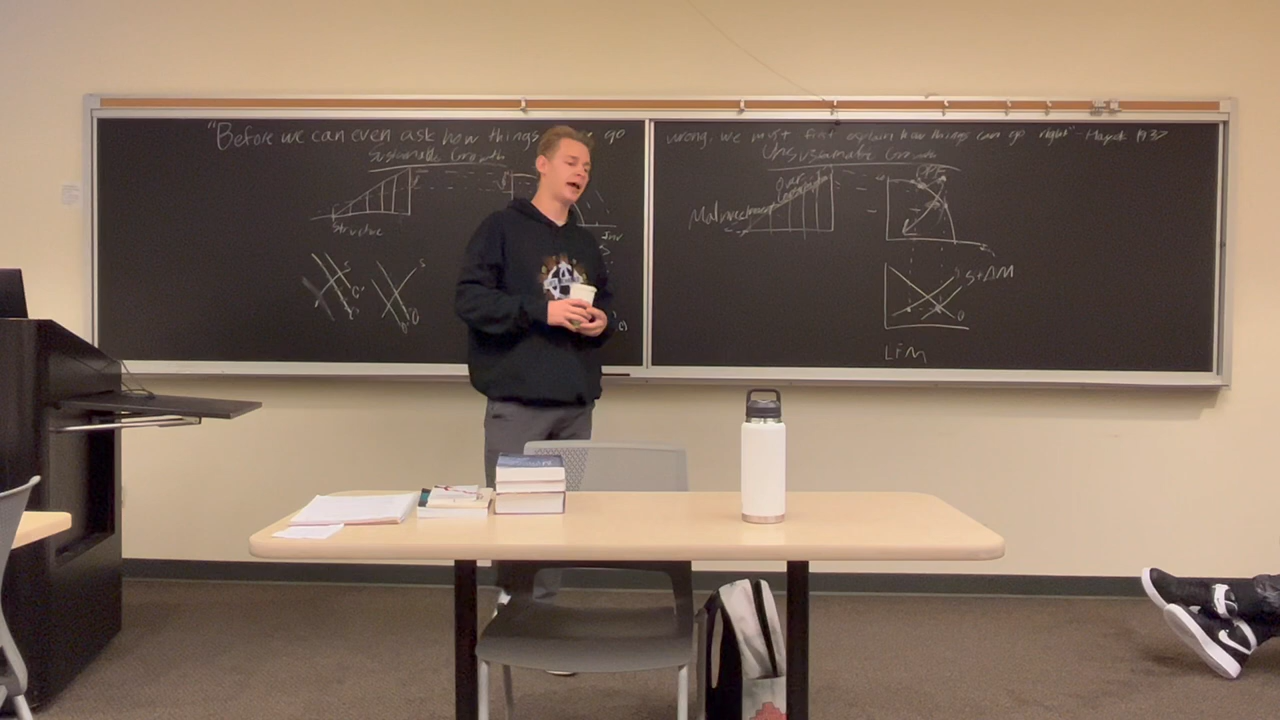 "Before we can even ask how things go
wrong, we must first explain how things can go right" - Hayek 1937
Sustainable Growth
Structure
S
S
D
Unsustainable Growth
Malinvestment
PPF
S+ΔM
D
LFM